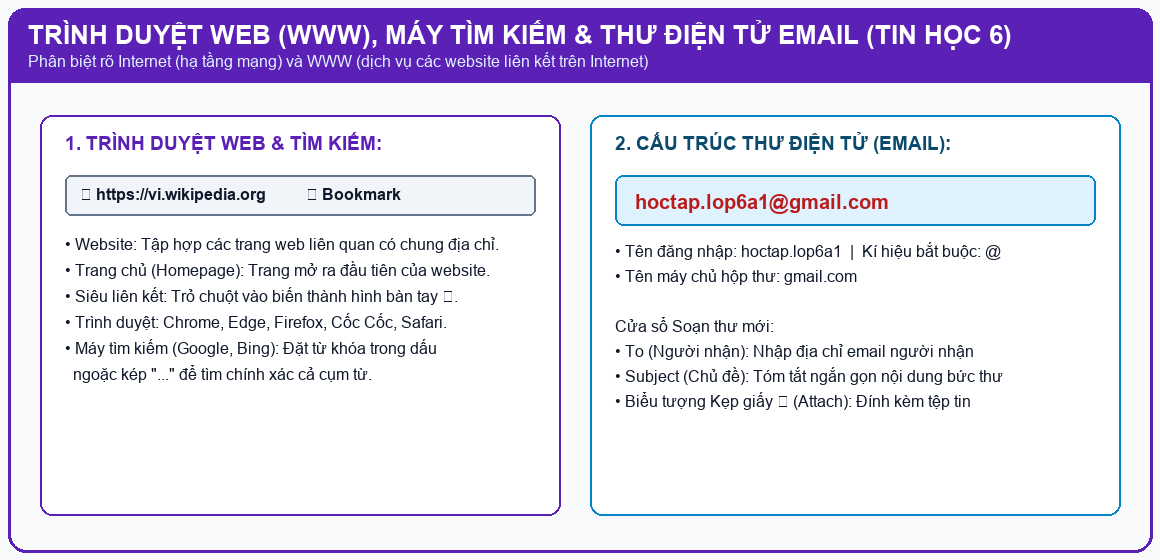 TRÌNH DUYỆT WEB (WWW), MÁY TÌM KIẾM & THƯ ĐIỆN TỬ EMAIL (TIN HỌC 6)
Phân biệt rõ Internet (hạ tầng mạng) và WWW (dịch vụ các website liên kết trên Internet)
1. TRÌNH DUYỆT WEB & TÌM KIẾM:
https://vi.wikipedia.org
Bookmark
• Website: Tập hợp các trang web liên quan có chung địa chỉ.
• Trang chủ (Homepage): Trang mở ra đầu tiên của website.
• Siêu liên kết: Trỏ chuột vào biến thành hình bàn tay .
• Trình duyệt: Chrome, Edge, Firefox, Cốc Cốc, Safari.
• Máy tìm kiếm (Google, Bing): Đặt từ khóa trong dấu
ngoặc kép "..." để tìm chính xác cả cụm từ.
2. CẤU TRÚC THƯ ĐIỆN TỬ (EMAIL):
hoctap.lop6a1@gmail.com
• Tên đăng nhập: hoctap.lop6a1 | Kí hiệu bắt buộc: @
• Tên máy chủ hộp thư: gmail.com
Cửa sổ Soạn thư mới:
• To (Người nhận): Nhập địa chỉ email người nhận
• Subject (Chủ đề): Tóm tắt ngắn gọn nội dung bức thư
• Biểu tượng Kẹp giấy (Attach): Đính kèm tệp tin